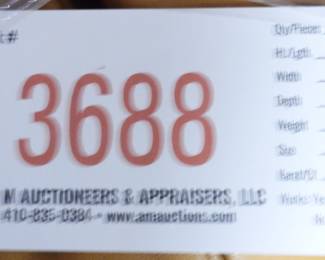 t#
3688
M AUCTIONEERS & APPRAISERS, LLC
410-835-0384 • www.amauctions.com
Qty/Piece:
Ht./Lgth:
Width:
Depth:
Weight:
Size:
Karat/Ct
Works: Ye